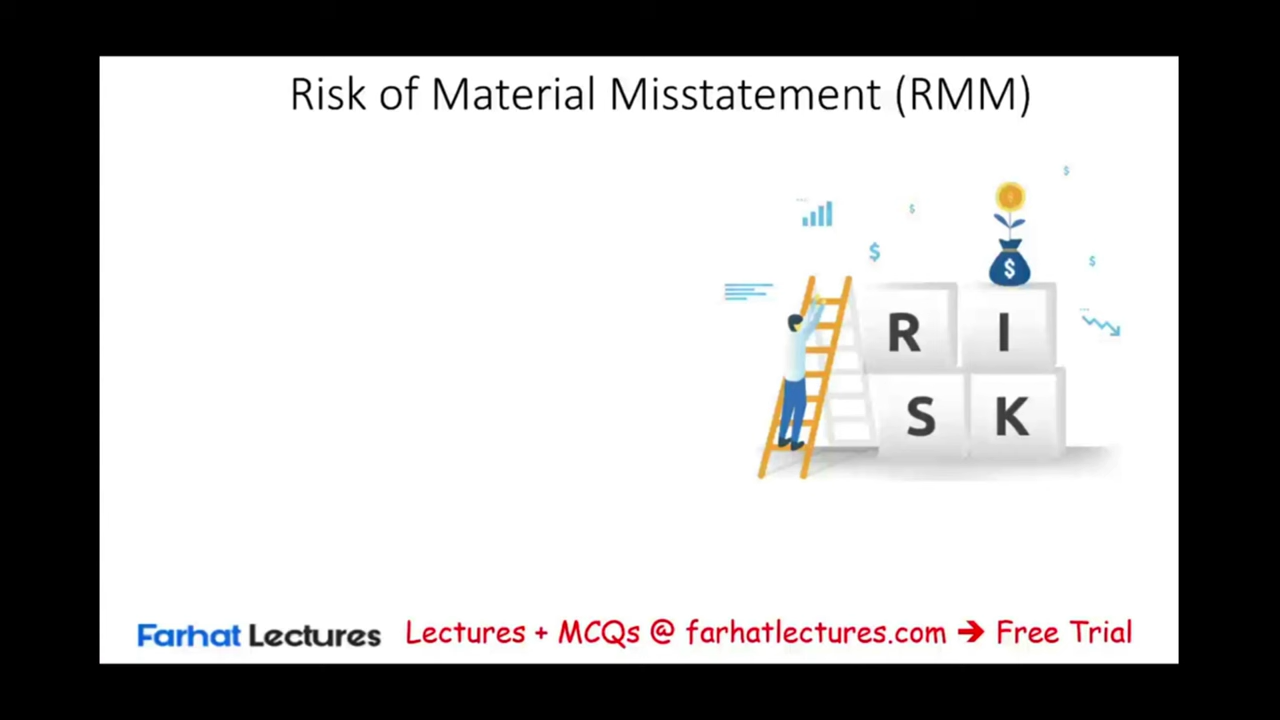 Risk of Material Misstatement (RMM)
$
$
$
$
$
R I
S K
Farhat Lectures Lectures + MCQs @ farhatlectures.com ➔ Free Trial